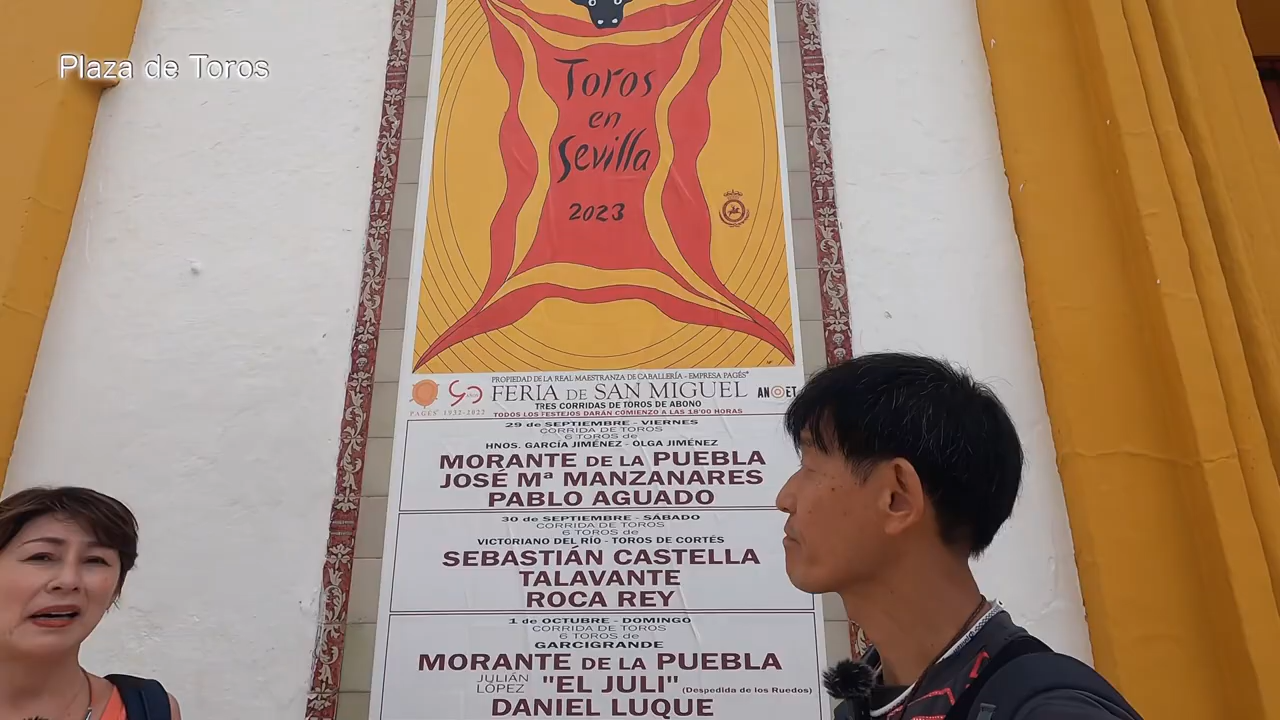 Plaza de Toros
Toros
en
Sevilla
2023
PROPIEDAD DE LA REAL MAESTRANZA DE CABALLERÍA - EMPRESA PAGÉS
FERIA DE SAN MIGUEL
PAGÉS 1932-2022
ANOET
TRES CORRIDAS DE TOROS DE ABONO
TODOS LOS FESTEJOS DARÁN COMIENZO A LAS 18'00 HORAS
29 de SEPTIEMBRE - VIERNES
CORRIDA DE TOROS
6 TOROS de
HNOS. GARCÍA JIMÉNEZ - OLGA JIMÉNEZ
MORANTE DE LA PUEBLA
JOSÉ Mª MANZANARES
PABLO AGUADO
30 de SEPTIEMBRE - SÁBADO
CORRIDA DE TOROS
6 TOROS de
VICTORIANO DEL RÍO - TOROS DE CORTÉS
SEBASTIÁN CASTELLA
TALAVANTE
ROCA REY
1 de OCTUBRE - DOMINGO
CORRIDA DE TOROS
6 TOROS de
GARCIGRANDE
MORANTE DE LA PUEBLA
JULIÁN LÓPEZ "EL JULI" (Despedida de los Ruedos)
DANIEL LUQUE